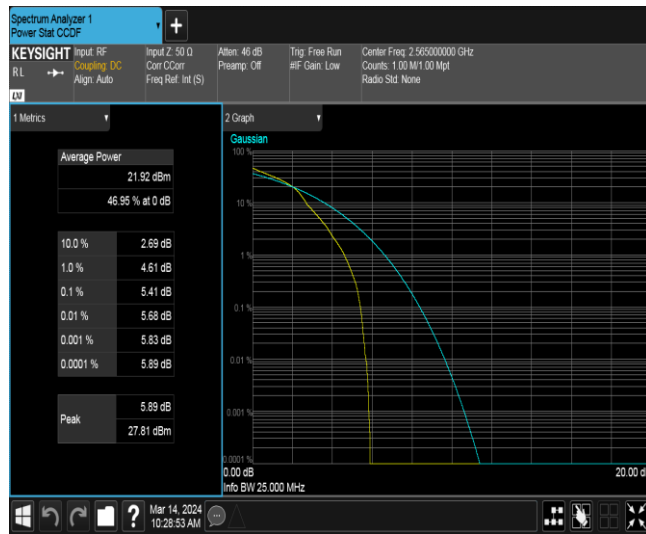 Spectrum Analyzer 1
Power Stat CCDF
+
KEYSIGHT
RL
LXI
Input: RF
Coupling: DC
Align: Auto
Input Z: 50 Ω
Corr CCorr
Freq Ref: Int (S)
Atten: 46 dB
Preamp: Off
Trig: Free Run
#IF Gain: Low
Center Freq: 2.565000000 GHz
Counts: 1.00 M/1.00 Mpt
Radio Std: None
1 Metrics
Average Power
21.92 dBm
46.95 % at 0 dB
10.0 % 2.69 dB
1.0 % 4.61 dB
0.1 % 5.41 dB
0.01 % 5.68 dB
0.001 % 5.83 dB
0.0001 % 5.89 dB
Peak
5.89 dB
27.81 dBm
2 Graph
Gaussian
100 %
10 %
1 %
0.1 %
0.01 %
0.001 %
0.0001 %
0.00 dB
20.00 d
Info BW 25.000 MHz
?
Mar 14, 2024
10:28:53 AM